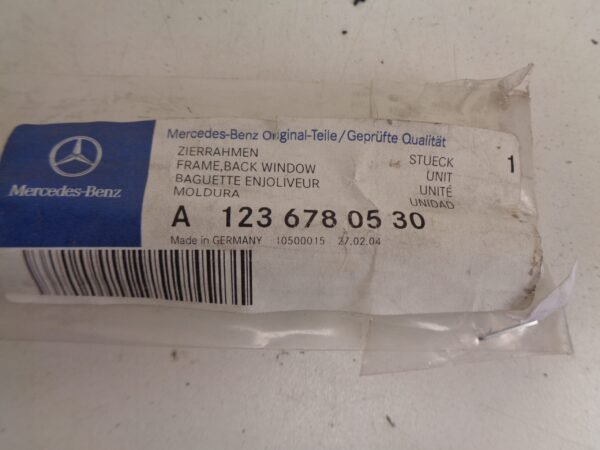 Mercedes-Benz Original-Teile/Geprüfte Qualität
Mercedes-Benz
ZIERRAHMEN
FRAME,BACK WINDOW
BAGUETTE ENJOLIVEUR
MOLDURA
STUECK 1
UNIT
UNITÉ
UNIDAD
A 123 678 05 30
Made in GERMANY 10500015 27.02.04